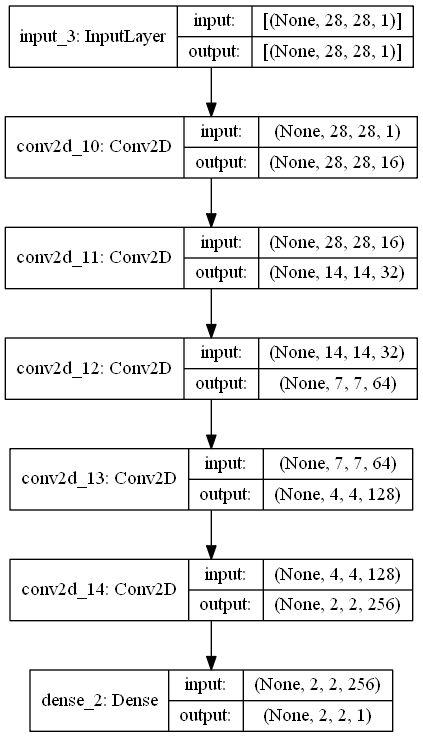 input_3: InputLayer
input: [(None, 28, 28, 1)]
output: [(None, 28, 28, 1)]
conv2d_10: Conv2D
input: (None, 28, 28, 1)
output: (None, 28, 28, 16)
conv2d_11: Conv2D
input: (None, 28, 28, 16)
output: (None, 14, 14, 32)
conv2d_12: Conv2D
input: (None, 14, 14, 32)
output: (None, 7, 7, 64)
conv2d_13: Conv2D
input: (None, 7, 7, 64)
output: (None, 4, 4, 128)
conv2d_14: Conv2D
input: (None, 4, 4, 128)
output: (None, 2, 2, 256)
dense_2: Dense
input: (None, 2, 2, 256)
output: (None, 2, 2, 1)